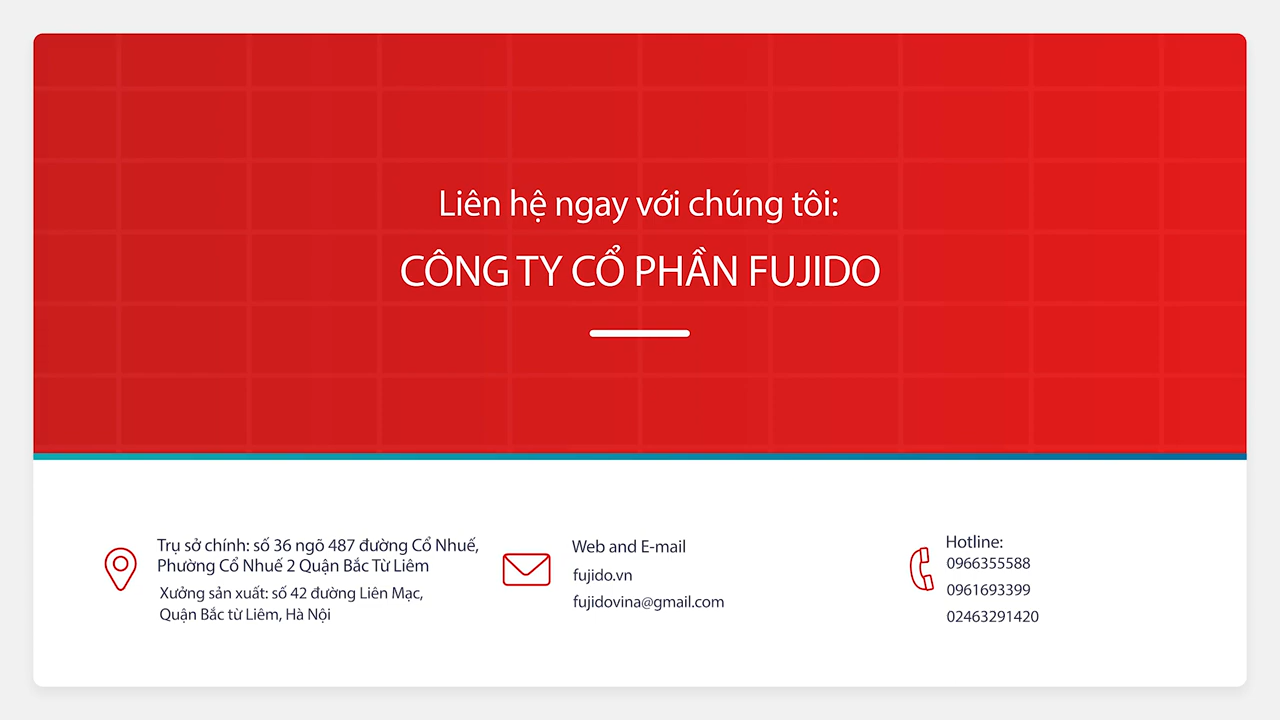 Liên hệ ngay với chúng tôi:
CÔNG TY CỔ PHẦN FUJIDO
Trụ sở chính: số 36 ngõ 487 đường Cổ Nhuế,
Phường Cổ Nhuế 2 Quận Bắc Từ Liêm
Xưởng sản xuất: số 42 đường Liên Mạc,
Quận Bắc từ Liêm, Hà Nội
Web and E-mail
fujido.vn
fujidovina@gmail.com
Hotline:
0966355588
0961693399
02463291420